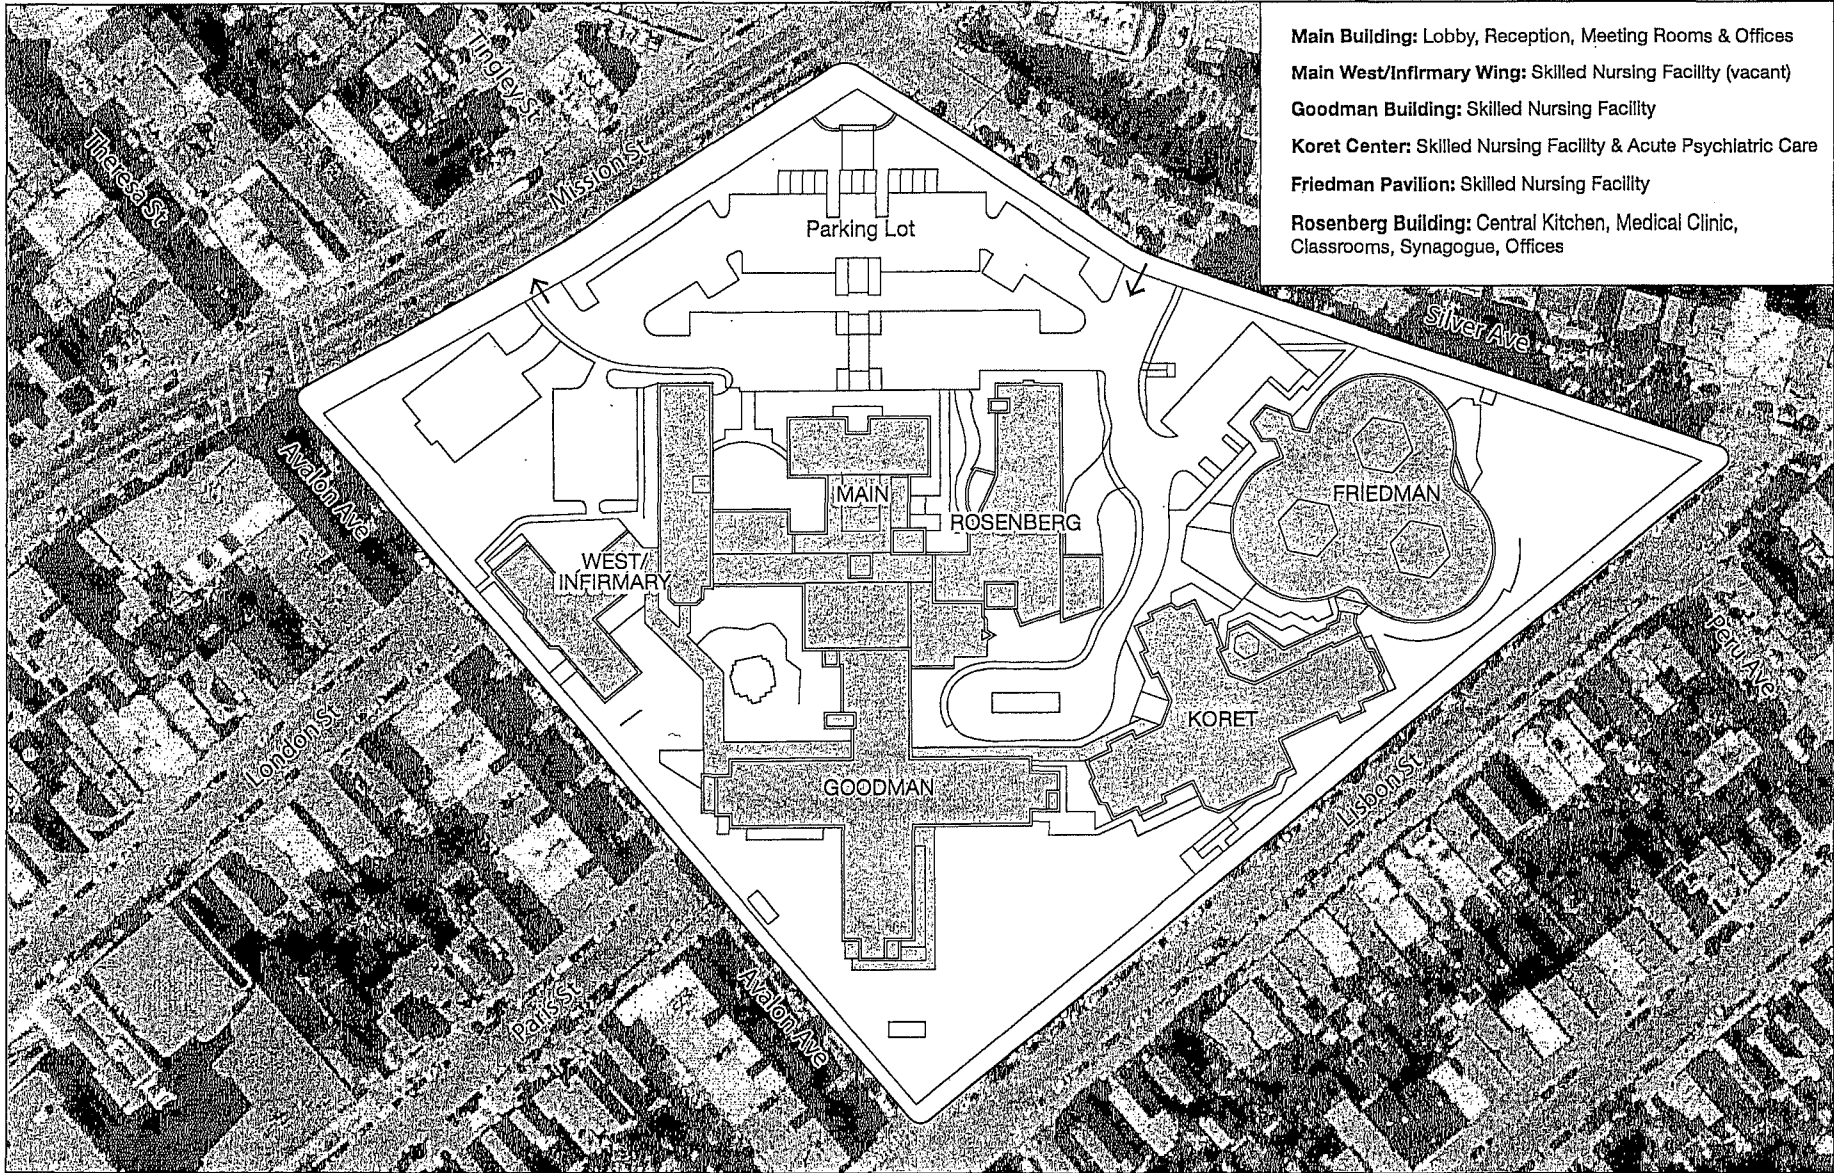 Main Building: Lobby, Reception, Meeting Rooms & Offices
Main West/Infirmary Wing: Skilled Nursing Facility (vacant)
Goodman Building: Skilled Nursing Facility
Koret Center: Skilled Nursing Facility & Acute Psychiatric Care
Friedman Pavilion: Skilled Nursing Facility
Rosenberg Building: Central Kitchen, Medical Clinic,
Classrooms, Synagogue, Offices
Tingley St
Theresa St
Mission St
Parking Lot
Silver Ave
Avalon Ave
MAIN
FRIEDMAN
ROSENBERG
WEST/
INFIRMARY
Peru Ave
London St
KORET
GOODMAN
Lisbon St
Paris St
Avalon Ave